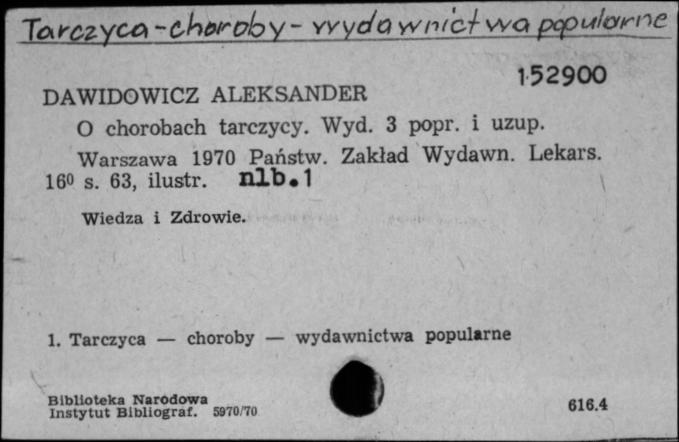 Tarczyca - choroby - wydawnictwa popularne
152900
DAWIDOWICZ ALEKSANDER
O chorobach tarczycy. Wyd. 3 popr. i uzup.
Warszawa 1970 Państw. Zakład Wydawn. Lekars.
16⁰ s. 63, ilustr. nlb.1
Wiedza i Zdrowie.
1. Tarczyca — choroby — wydawnictwa popularne
Biblioteka Narodowa
Instytut Bibliograf. 5970/70
616.4